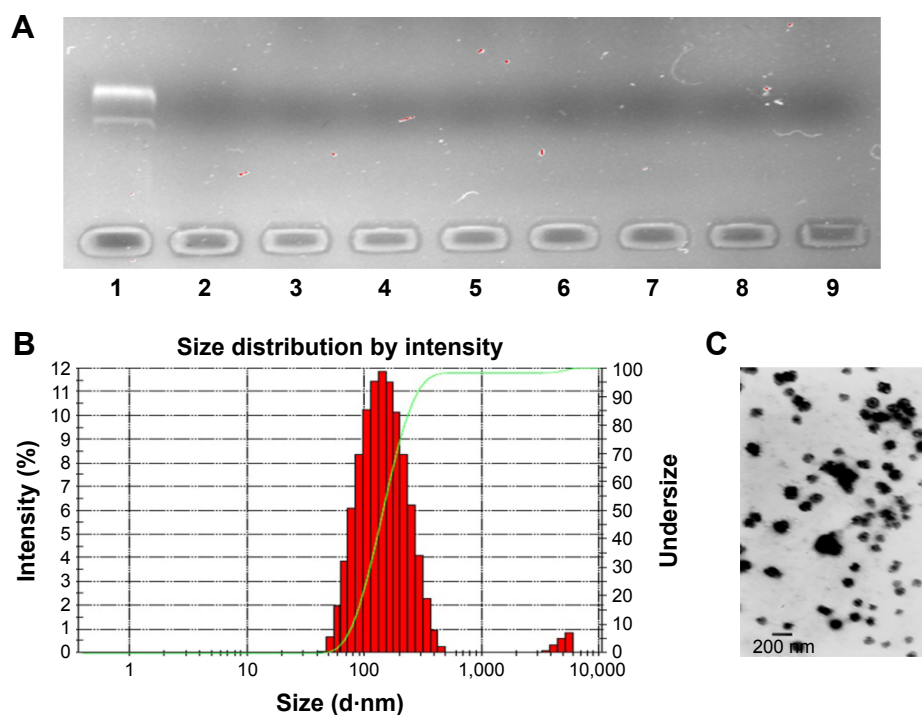 A
1 2 3 4 5 6 7 8 9
B
Size distribution by intensity
12
11
10
9
8
7
6
5
4
3
2
1
0
Intensity (%)
100
90
80
70
60
50
40
30
20
10
0
Undersize
1 10 100 1,000 10,000
Size (d·nm)
C
200 nm